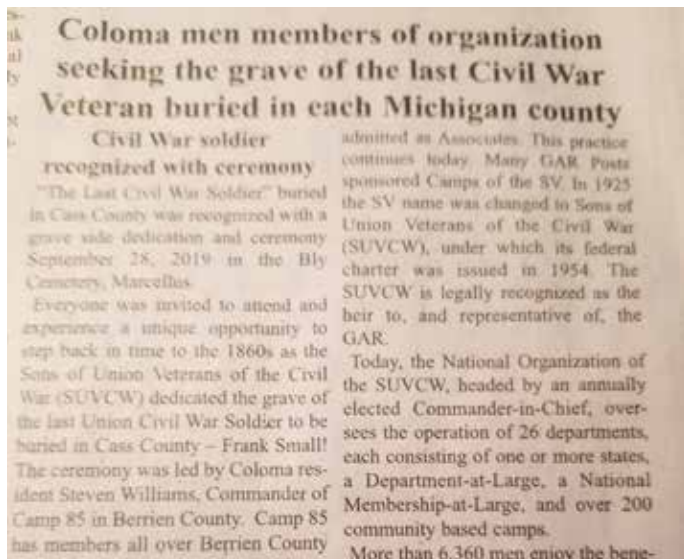 Coloma men members of organization
seeking the grave of the last Civil War
Veteran buried in each Michigan county
Civil War soldier
recognized with ceremony
"The Last Civil War Soldier" buried
in Cass County was recognized with a
grave side dedication and ceremony
September 28, 2019 in the Bly
Cemetery, Marcellus.
Everyone was invited to attend and
experience a unique opportunity to
step back in time to the 1860s as the
Sons of Union Veterans of the Civil
War (SUVCW) dedicated the grave of
the last Union Civil War Soldier to be
buried in Cass County – Frank Small!
The ceremony was led by Coloma res-
ident Steven Williams, Commander of
Camp 85 in Berrien County. Camp 85
has members all over Berrien County
admitted as Associates. This practice
continues today. Many GAR Posts
sponsored Camps of the SV. In 1925
the SV name was changed to Sons of
Union Veterans of the Civil War
(SUVCW), under which its federal
charter was issued in 1954. The
SUVCW is legally recognized as the
heir to, and representative of, the
GAR.
Today, the National Organization of
the SUVCW, headed by an annually
elected Commander-in-Chief, over-
sees the operation of 26 departments,
each consisting of one or more states,
a Department-at-Large, a National
Membership-at-Large, and over 200
community based camps.
More than 6,360 men enjoy the bene-